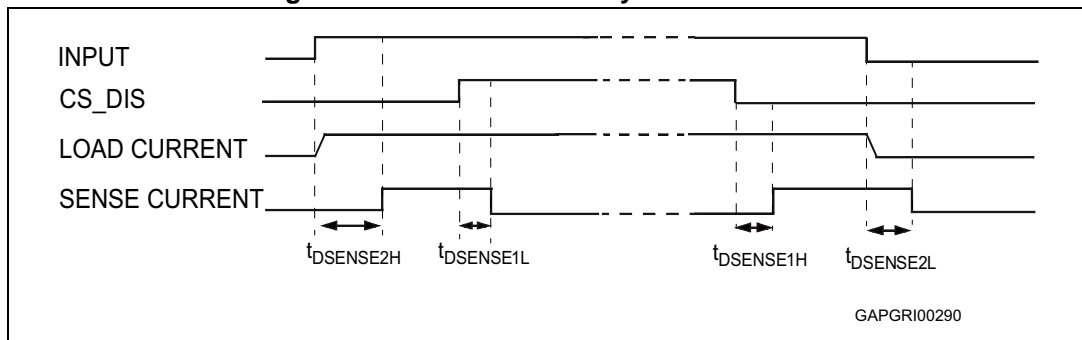 INPUT
CS_DIS
LOAD CURRENT
SENSE CURRENT
tDSENSE2H tDSENSE1L tDSENSE1H tDSENSE2L
GAPGRI00290